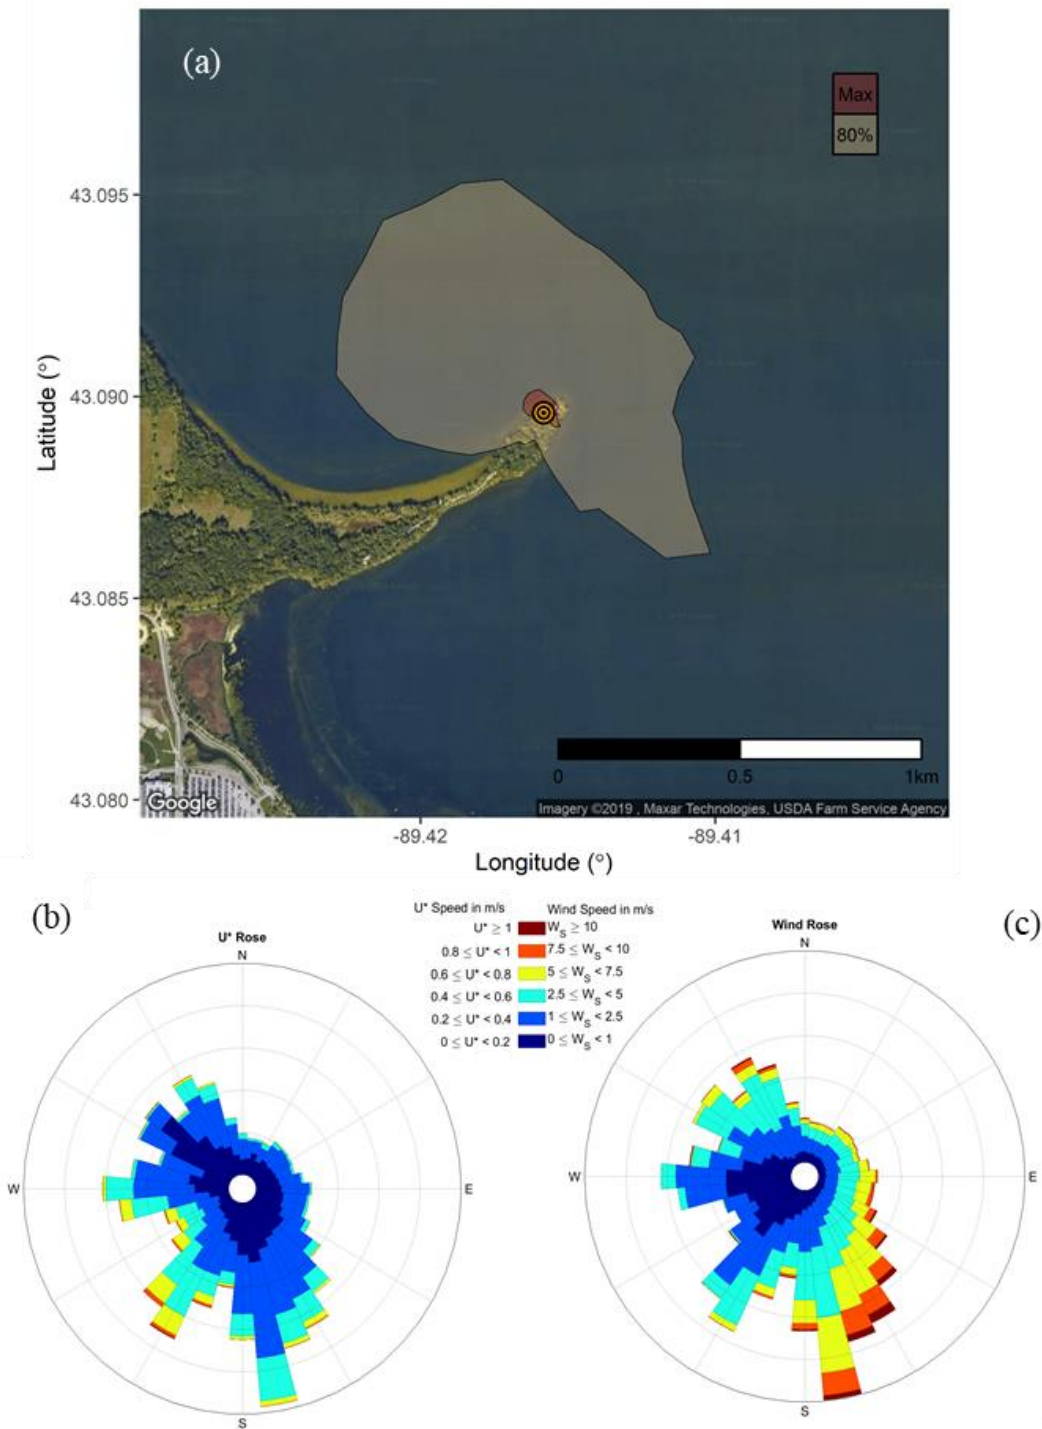 (a)
Max
80%
43.095
43.090
43.085
43.080
Latitude (°)
0
0.5
1km
Google
Imagery ©2019 , Maxar Technologies, USDA Farm Service Agency
-89.42
-89.41
Longitude (°)
(b)
U* Rose
N
W
E
S
U* Speed in m/s
Wind Speed in m/s
U* ≥ 1
W_S ≥ 10
0.8 ≤ U* < 1
7.5 ≤ W_S < 10
0.6 ≤ U* < 0.8
5 ≤ W_S < 7.5
0.4 ≤ U* < 0.6
2.5 ≤ W_S < 5
0.2 ≤ U* < 0.4
1 ≤ W_S < 2.5
0 ≤ U* < 0.2
0 ≤ W_S < 1
(c)
Wind Rose
N
W
E
S